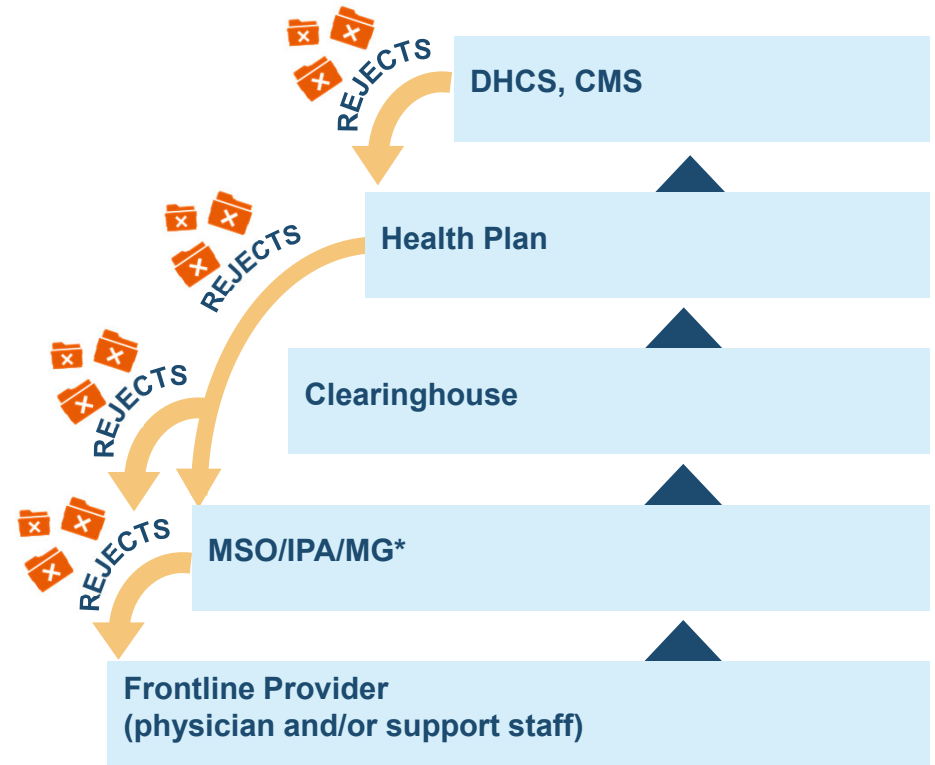 REJECTS
DHCS, CMS
REJECTS
Health Plan
REJECTS
Clearinghouse
REJECTS
MSO/IPA/MG*
Frontline Provider
(physician and/or support staff)